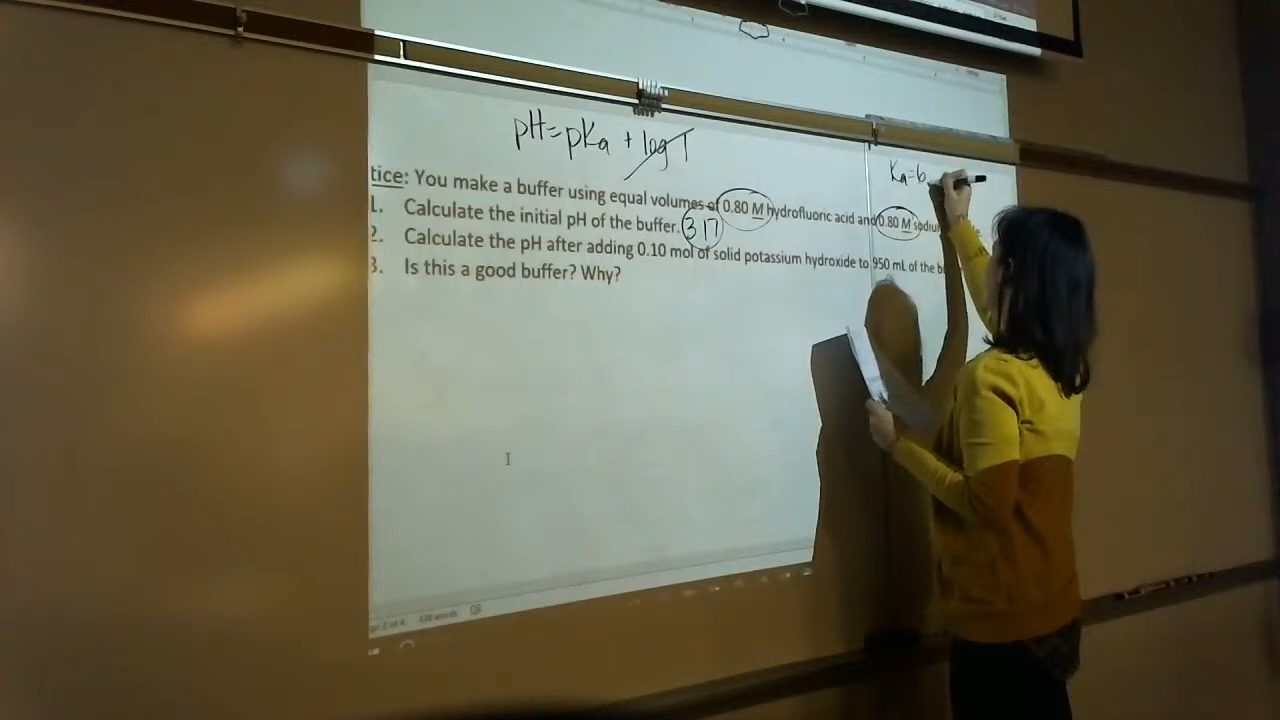 pH = pKa + log 1
Ka = 6
tice: You make a buffer using equal volumes of 0.80 M hydrofluoric acid and 0.80 M sodiu
1. Calculate the initial pH of the buffer. 3.17
2. Calculate the pH after adding 0.10 mol of solid potassium hydroxide to 950 mL of the b
3. Is this a good buffer? Why?